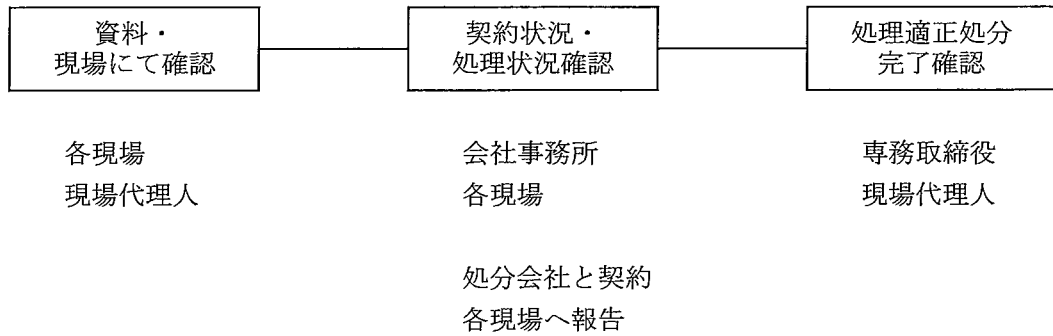 資料・
現場にて確認
契約状況・
処理状況確認
処理適正処分
完了確認
各現場
現場代理人
会社事務所
各現場
処分会社と契約
各現場へ報告
専務取締役
現場代理人